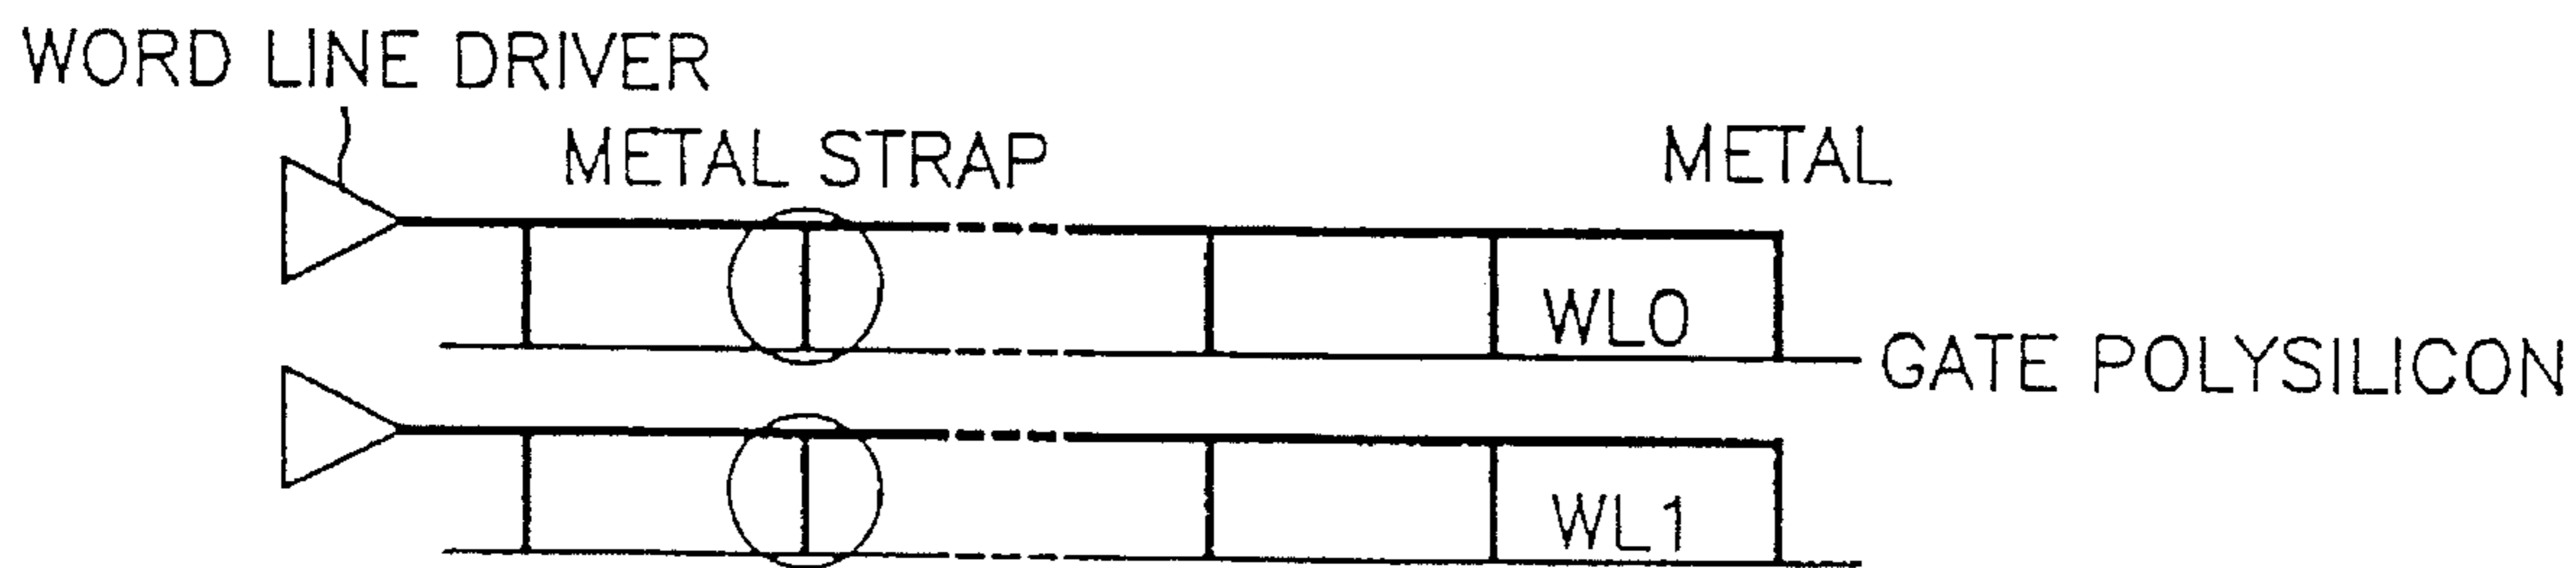 WORD LINE DRIVER
METAL STRAP
METAL
WL0
GATE POLYSILICON
WL1